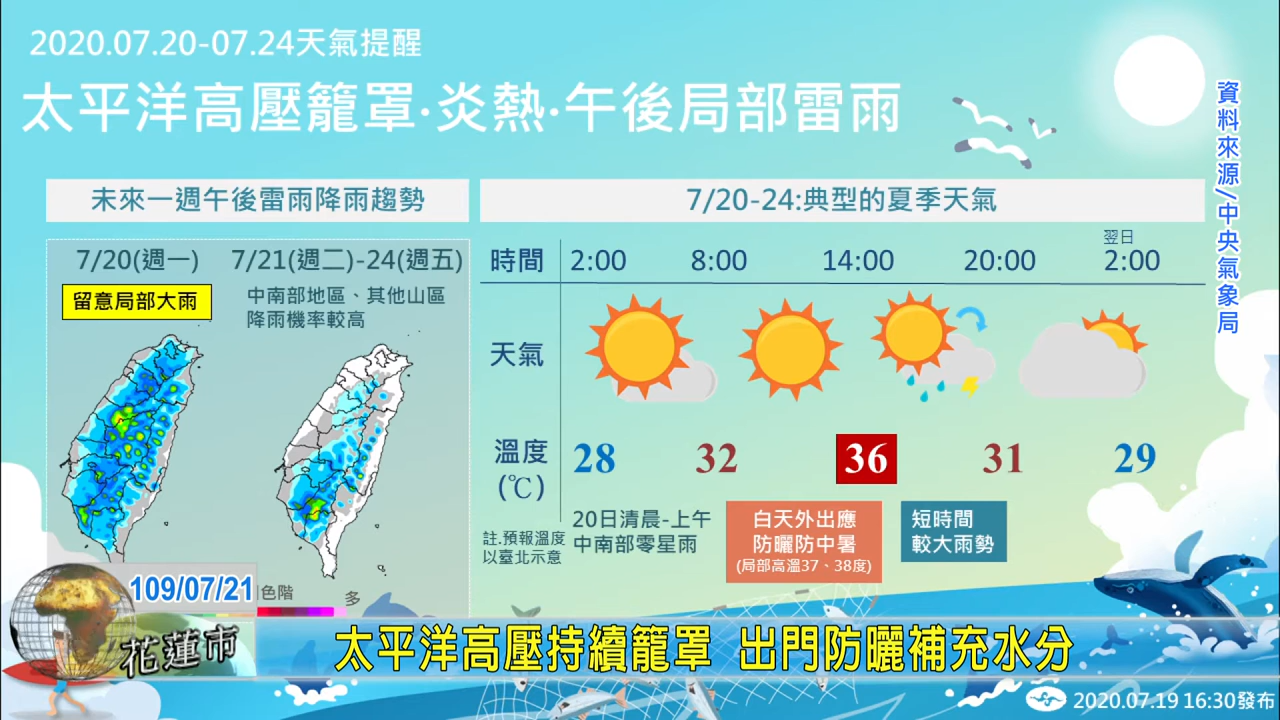 2020.07.20-07.24天氣提醒
太平洋高壓籠罩·炎熱·午後局部雷雨
資料來源/中央氣象局
未來一週午後雷雨降雨趨勢
7/20(週一)
7/21(週二)-24(週五)
留意局部大雨
中南部地區、其他山區
降雨機率較高
7/20-24:典型的夏季天氣
翌日
時間 2:00 8:00 14:00 20:00 2:00
天氣
溫度 28 32 36 31 29
(℃)
註.預報溫度
以臺北示意
20日清晨-上午
中南部零星雨
白天外出應
防曬防中暑
(局部高溫37、38度)
短時間
較大雨勢
109/07/21
色階 多
花蓮市
太平洋高壓持續籠罩 出門防曬補充水分
2020.07.19 16:30發布